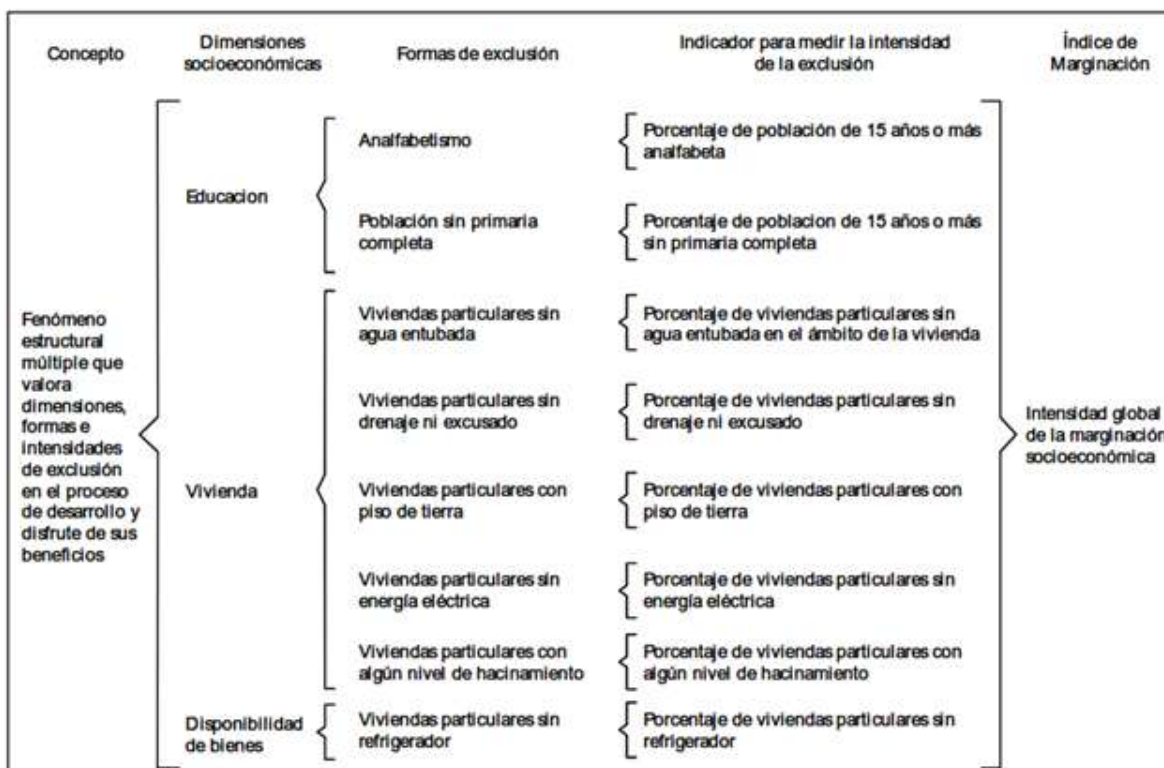 Concepto
Dimensiones
socioeconómicas
Formas de exclusión
Indicador para medir la intensidad
de la exclusión
Índice de
Marginación
Fenómeno
estructural
múltiple que
valora
dimensiones,
formas e
intensidades
de exclusión
en el proceso
de desarrollo y
disfrute de sus
beneficios
Educacion
Analfabetismo
Porcentaje de población de 15 años o más
analfabeta
Población sin primaria
completa
Porcentaje de poblacion de 15 años o más
sin primaria completa
Vivienda
Viviendas particulares sin
agua entubada
Porcentaje de viviendas particulares sin
agua entubada en el ámbito de la vivienda
Viviendas particulares sin
drenaje ni excusado
Porcentaje de viviendas particulares sin
drenaje ni excusado
Viviendas particulares con
piso de tierra
Porcentaje de viviendas particulares con
piso de tierra
Viviendas particulares sin
energía eléctrica
Porcentaje de viviendas particulares sin
energía eléctrica
Viviendas particulares con
algún nivel de hacinamiento
Porcentaje de viviendas particulares con
algún nivel de hacinamiento
Disponibilidad
de bienes
Viviendas particulares sin
refrigerador
Porcentaje de viviendas particulares sin
refrigerador
Intensidad global
de la marginación
socioeconómica